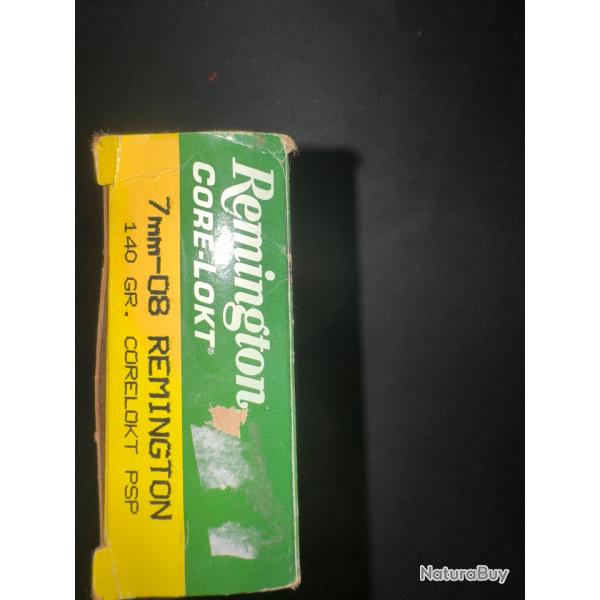 Remington
CORE-LOKT®
7mm-08 REMINGTON
140 GR. CORELOKT PSP
NaturaBuy